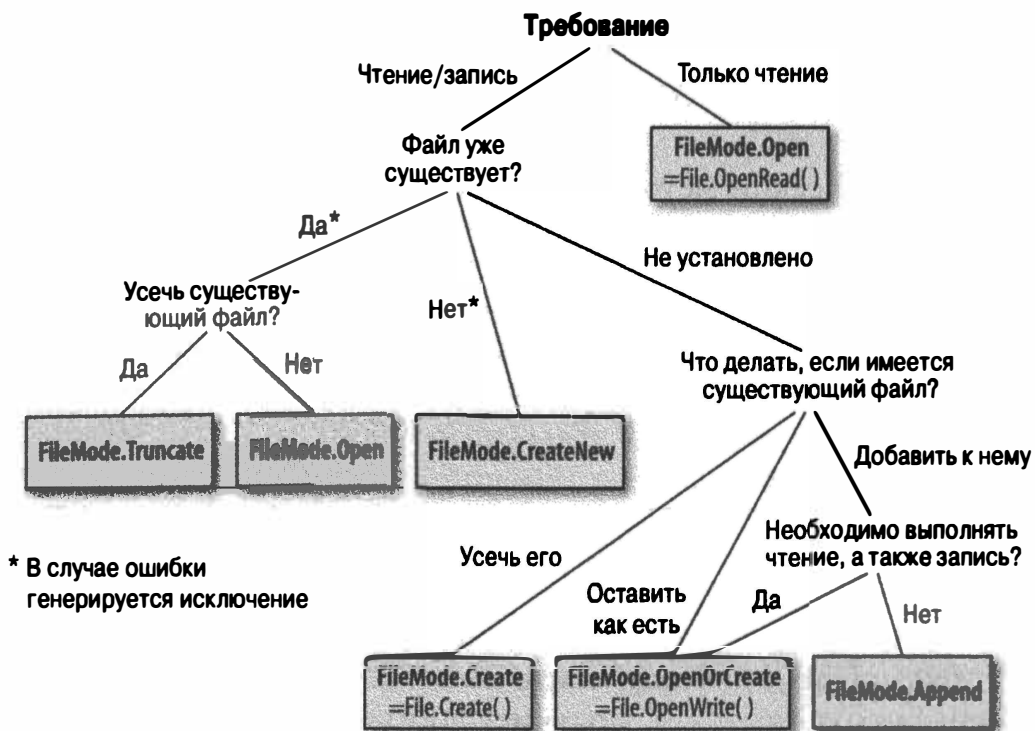 Требование
Чтение/запись
Только чтение
Файл уже
существует?
FileMode.Open
=File.OpenRead( )
Да*
Не установлено
Усечь существу-
ющий файл?
Нет*
Да
Нет
Что делать, если имеется
существующий файл?
FileMode.Truncate
FileMode.Open
FileMode.CreateNew
Добавить к нему
Необходимо выполнять
чтение, а также запись?
* В случае ошибки
генерируется исключение
Усечь его
Оставить
как есть
Да
Нет
FileMode.Create
=File.Create( )
FileMode.OpenOrCreate
=File.OpenWrite( )
FileMode.Append